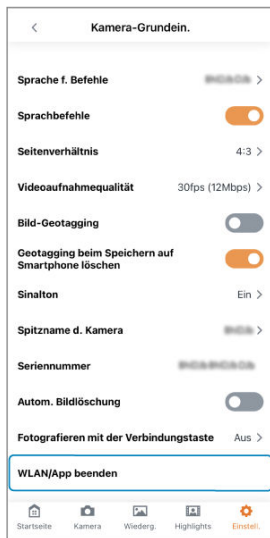 Kamera-Grundein.
Sprache f. Befehle
Sprachbefehle
Seitenverhältnis 4:3
Videoaufnahmequalität 30fps (12Mbps)
Bild-Geotagging
Geotagging beim Speichern auf
Smartphone löschen
Sinalton Ein
Spitzname d. Kamera
Seriennummer
Autom. Bildlöschung
Fotografieren mit der Verbindungstaste Aus
WLAN/App beenden
Startseite Kamera Wiederg. Highlights Einstell.